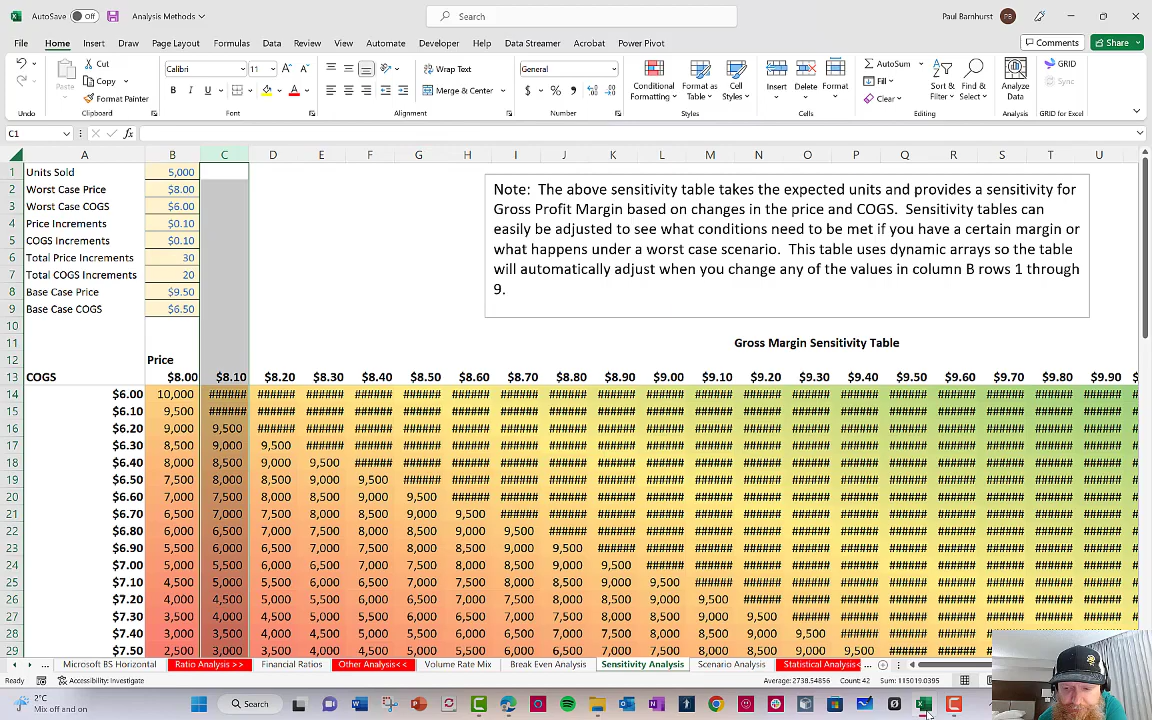 AutoSave Off Analysis Methods Search Paul Barnhurst PB
File Home Insert Draw Page Layout Formulas Data Review View Automate Developer Help Data Streamer Acrobat Power Pivot Comments Share
Cut Calibri 11 Wrap Text General AutoSum GRID
Paste Copy Fill Sync
Format Painter B I U Merge & Center $ % Conditional Formatting Format as Table Cell Styles Insert Delete Format Clear Sort & Filter Find & Select Analyze Data
Undo Clipboard Font Alignment Number Styles Cells Editing Analysis GRID for Excel
C1 fx
A B C D E F G H I J K L M N O P Q R S T U
1 Units Sold 5,000
2 Worst Case Price $8.00
3 Worst Case COGS $6.00
4 Price Increments $0.10
5 COGS Increments $0.10
6 Total Price Increments 30
7 Total COGS Increments 20
8 Base Case Price $9.50
9 Base Case COGS $6.50
Note: The above sensitivity table takes the expected units and provides a sensitivity for
Gross Profit Margin based on changes in the price and COGS. Sensitivity tables can
easily be adjusted to see what conditions need to be met if you have a certain margin or
what happens under a worst case scenario. This table uses dynamic arrays so the table
will automatically adjust when you change any of the values in column B rows 1 through
9.
10
11 Gross Margin Sensitivity Table
12 Price
13 COGS $8.00 $8.10 $8.20 $8.30 $8.40 $8.50 $8.60 $8.70 $8.80 $8.90 $9.00 $9.10 $9.20 $9.30 $9.40 $9.50 $9.60 $9.70 $9.80 $9.90 $
14 $6.00 10,000 ###### ###### ###### ###### ###### ###### ###### ###### ###### ###### ###### ###### ###### ###### ###### ###### ###### ###### ######
15 $6.10 9,500 ###### ###### ###### ###### ###### ###### ###### ###### ###### ###### ###### ###### ###### ###### ###### ###### ###### ###### ######
16 $6.20 9,000 9,500 ###### ###### ###### ###### ###### ###### ###### ###### ###### ###### ###### ###### ###### ###### ###### ###### ###### ######
17 $6.30 8,500 9,000 9,500 ###### ###### ###### ###### ###### ###### ###### ###### ###### ###### ###### ###### ###### ###### ###### ###### ######
18 $6.40 8,000 8,500 9,000 9,500 ###### ###### ###### ###### ###### ###### ###### ###### ###### ###### ###### ###### ###### ###### ###### ######
19 $6.50 7,500 8,000 8,500 9,000 9,500 ###### ###### ###### ###### ###### ###### ###### ###### ###### ###### ###### ###### ###### ###### ######
20 $6.60 7,000 7,500 8,000 8,500 9,000 9,500 ###### ###### ###### ###### ###### ###### ###### ###### ###### ###### ###### ###### ###### ######
21 $6.70 6,500 7,000 7,500 8,000 8,500 9,000 9,500 ###### ###### ###### ###### ###### ###### ###### ###### ###### ###### ###### ###### ######
22 $6.80 6,000 6,500 7,000 7,500 8,000 8,500 9,000 9,500 ###### ###### ###### ###### ###### ###### ###### ###### ###### ###### ###### ######
23 $6.90 5,500 6,000 6,500 7,000 7,500 8,000 8,500 9,000 9,500 ###### ###### ###### ###### ###### ###### ###### ###### ###### ###### ######
24 $7.00 5,000 5,500 6,000 6,500 7,000 7,500 8,000 8,500 9,000 9,500 ###### ###### ###### ###### ###### ###### ###### ###### ###### ######
25 $7.10 4,500 5,000 5,500 6,000 6,500 7,000 7,500 8,000 8,500 9,000 9,500 ###### ###### ###### ###### ###### ###### ###### ###### ######
26 $7.20 4,000 4,500 5,000 5,500 6,000 6,500 7,000 7,500 8,000 8,500 9,000 9,500 ###### ###### ###### ###### ###### ###### ###### ######
27 $7.30 3,500 4,000 4,500 5,000 5,500 6,000 6,500 7,000 7,500 8,000 8,500 9,000 9,500 ###### ###### ###### ###### ###### ###### ######
28 $7.40 3,000 3,500 4,000 4,500 5,000 5,500 6,000 6,500 7,000 7,500 8,000 8,500 9,000 9,500 ###### ###### ###### ######
29 $7.50 2,500 3,000 3,500 4,000 4,500 5,000 5,500 6,000 6,500 7,000 7,500 8,000 8,500 9,000 9,500 ###### ###### ######
... Microsoft BS Horizontal Ratio Analysis >> Financial Ratios Other Analysis<< Volume Rate Mix Break Even Analysis Sensitivity Analysis Scenario Analysis Statistical Analysis< ...
Ready Accessibility: Investigate Average: 2738.54856 Count: 42 Sum: 115019.0395
2°C
Mix off and on Search